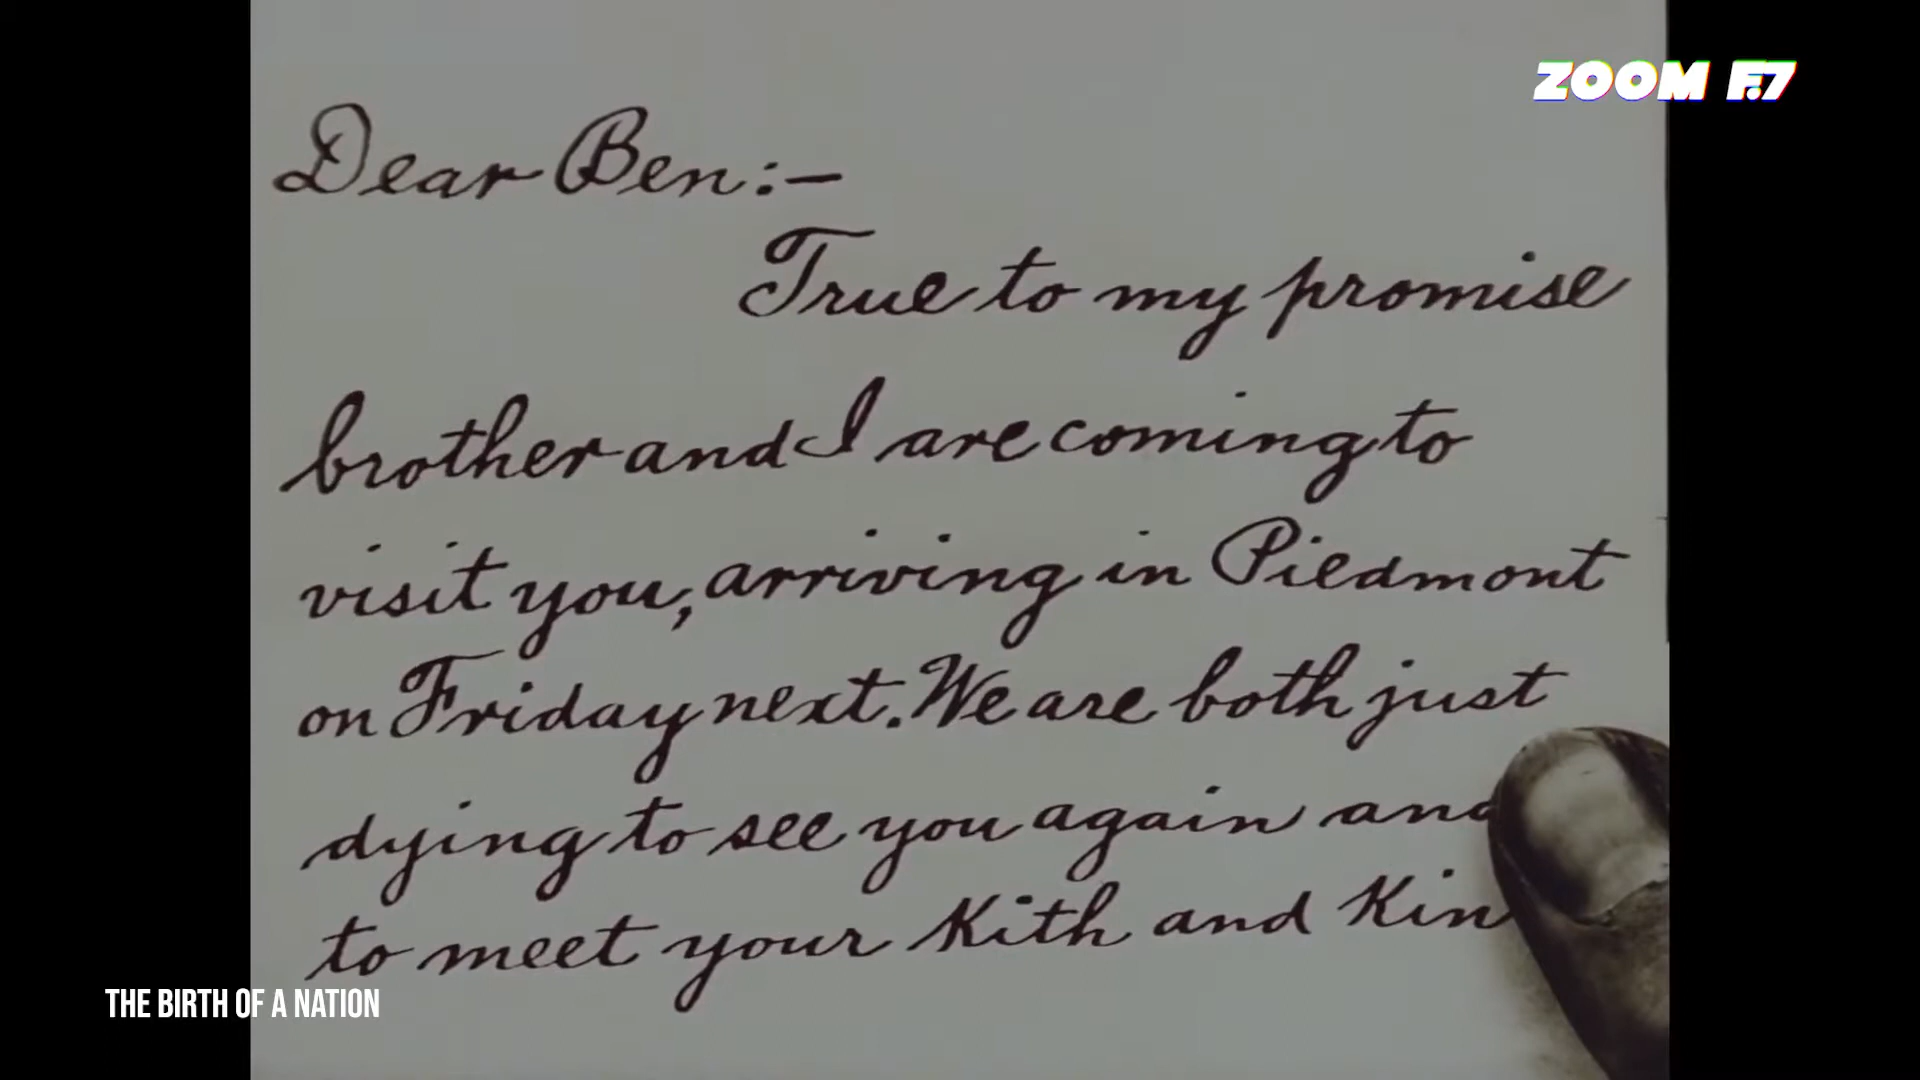 ZOOM F.7
Dear Ben:—
True to my promise
brother and I are coming to
visit you, arriving in Piedmont
on Friday next. We are both just
dying to see you again and
to meet your Kith and Kin
THE BIRTH OF A NATION